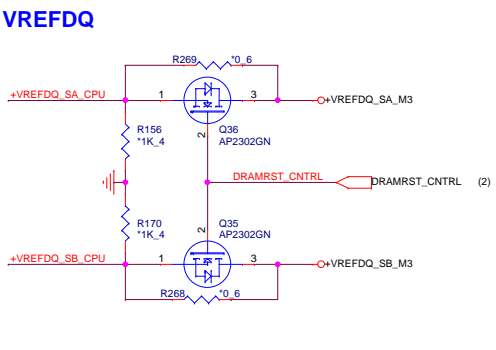 VREFDQ
R269 *0_6
+VREFDQ_SA_CPU 1 3 +VREFDQ_SA_M3
R156 2 Q36
*1K_4 AP2302GN
DRAMRST_CNTRL DRAMRST_CNTRL (2)
R170 2 Q35
*1K_4 AP2302GN
+VREFDQ_SB_CPU 1 3 +VREFDQ_SB_M3
R268 *0_6